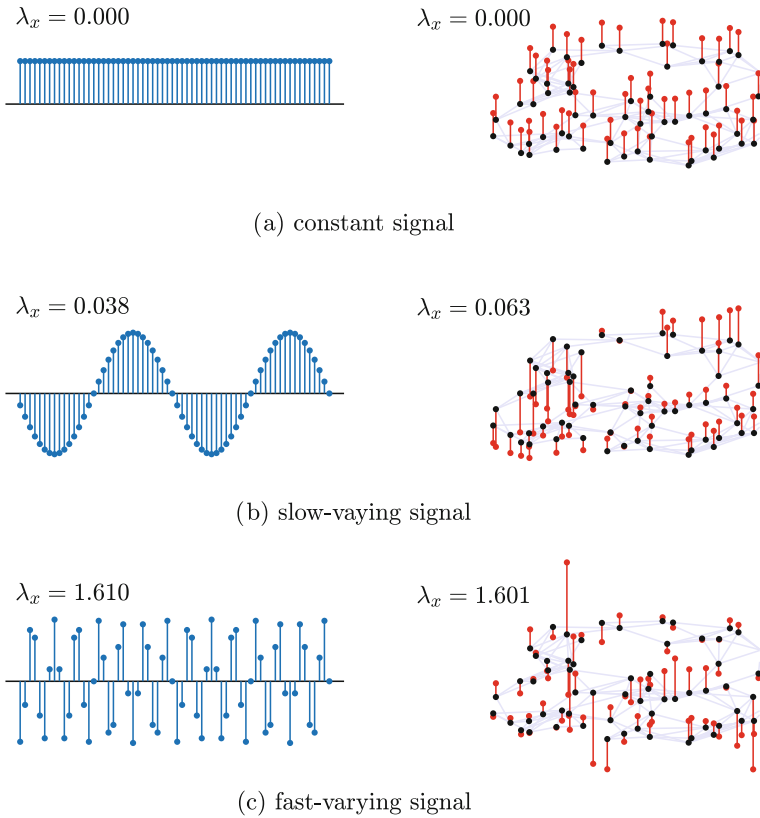 λₓ = 0.000
λₓ = 0.000
(a) constant signal
λₓ = 0.038
λₓ = 0.063
(b) slow-vaying signal
λₓ = 1.610
λₓ = 1.601
(c) fast-varying signal